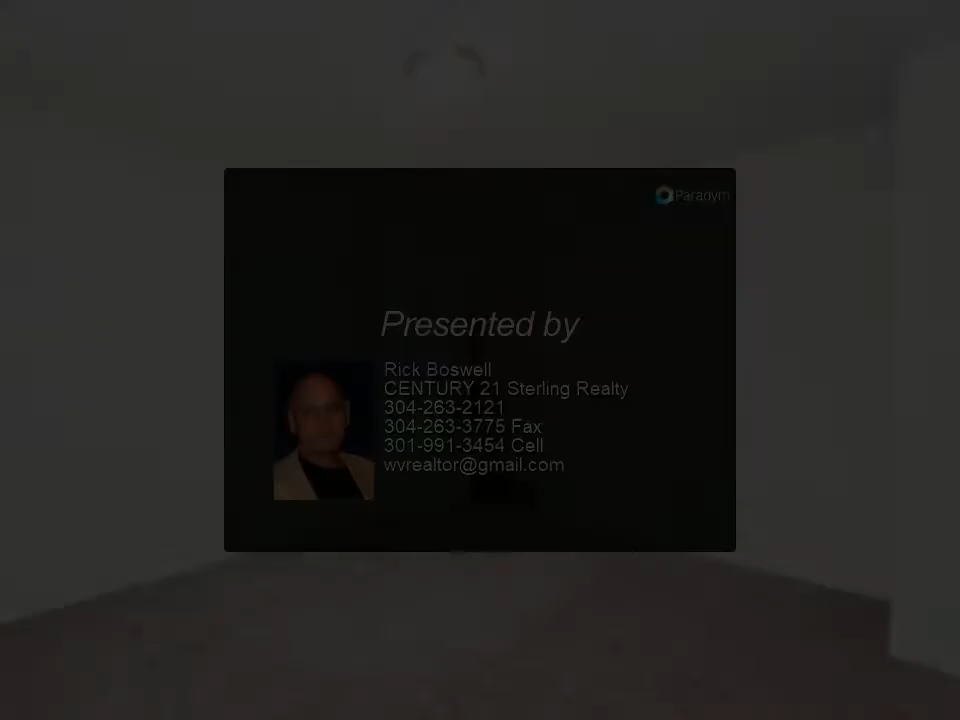 Paradym
Presented by
Rick Boswell
CENTURY 21 Sterling Realty
304-263-2121
304-263-3775 Fax
301-991-3454 Cell
wvrealtor@gmail.com